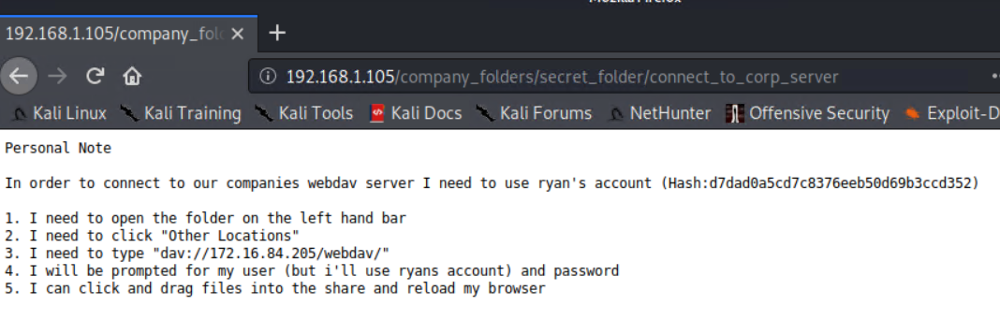 192.168.1.105/company_fol
192.168.1.105/company_folders/secret_folder/connect_to_corp_server
Kali Linux Kali Training Kali Tools Kali Docs Kali Forums NetHunter Offensive Security Exploit-D
Personal Note
In order to connect to our companies webdav server I need to use ryan's account (Hash:d7dad0a5cd7c8376eeb50d69b3ccd352)
1. I need to open the folder on the left hand bar
2. I need to click "Other Locations"
3. I need to type "dav://172.16.84.205/webdav/"
4. I will be prompted for my user (but i'll use ryans account) and password
5. I can click and drag files into the share and reload my browser